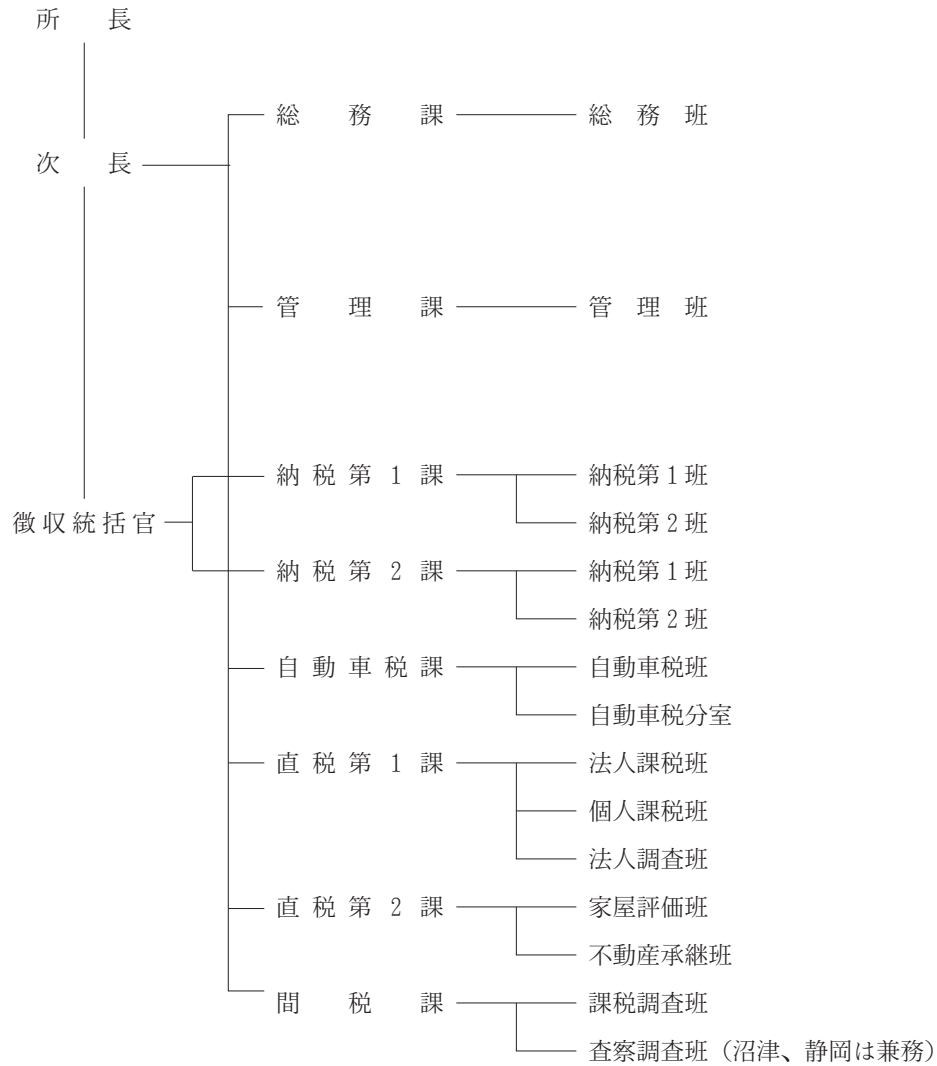 所長
次長
総務課 総務班
管理課 管理班
徴収統括官
納税第1課 納税第1班
納税第2班
納税第2課 納税第1班
納税第2班
自動車税課 自動車税班
自動車税分室
直税第1課 法人課税班
個人課税班
法人調査班
直税第2課 家屋評価班
不動産承継班
間税課 課税調査班
査察調査班（沼津、静岡は兼務）